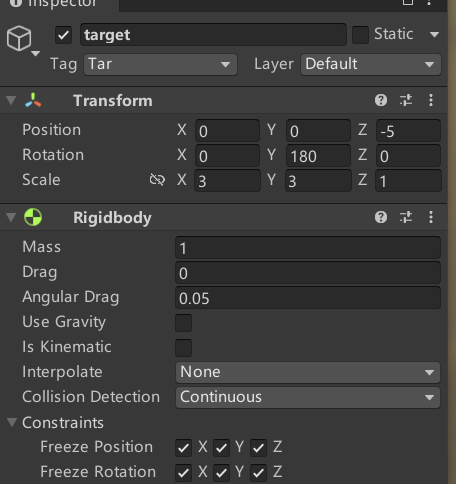 Inspector
target Static
Tag Tar Layer Default
Transform
Position X 0 Y 0 Z -5
Rotation X 0 Y 180 Z 0
Scale X 3 Y 3 Z 1
Rigidbody
Mass 1
Drag 0
Angular Drag 0.05
Use Gravity
Is Kinematic
Interpolate None
Collision Detection Continuous
Constraints
Freeze Position X Y Z
Freeze Rotation X Y Z